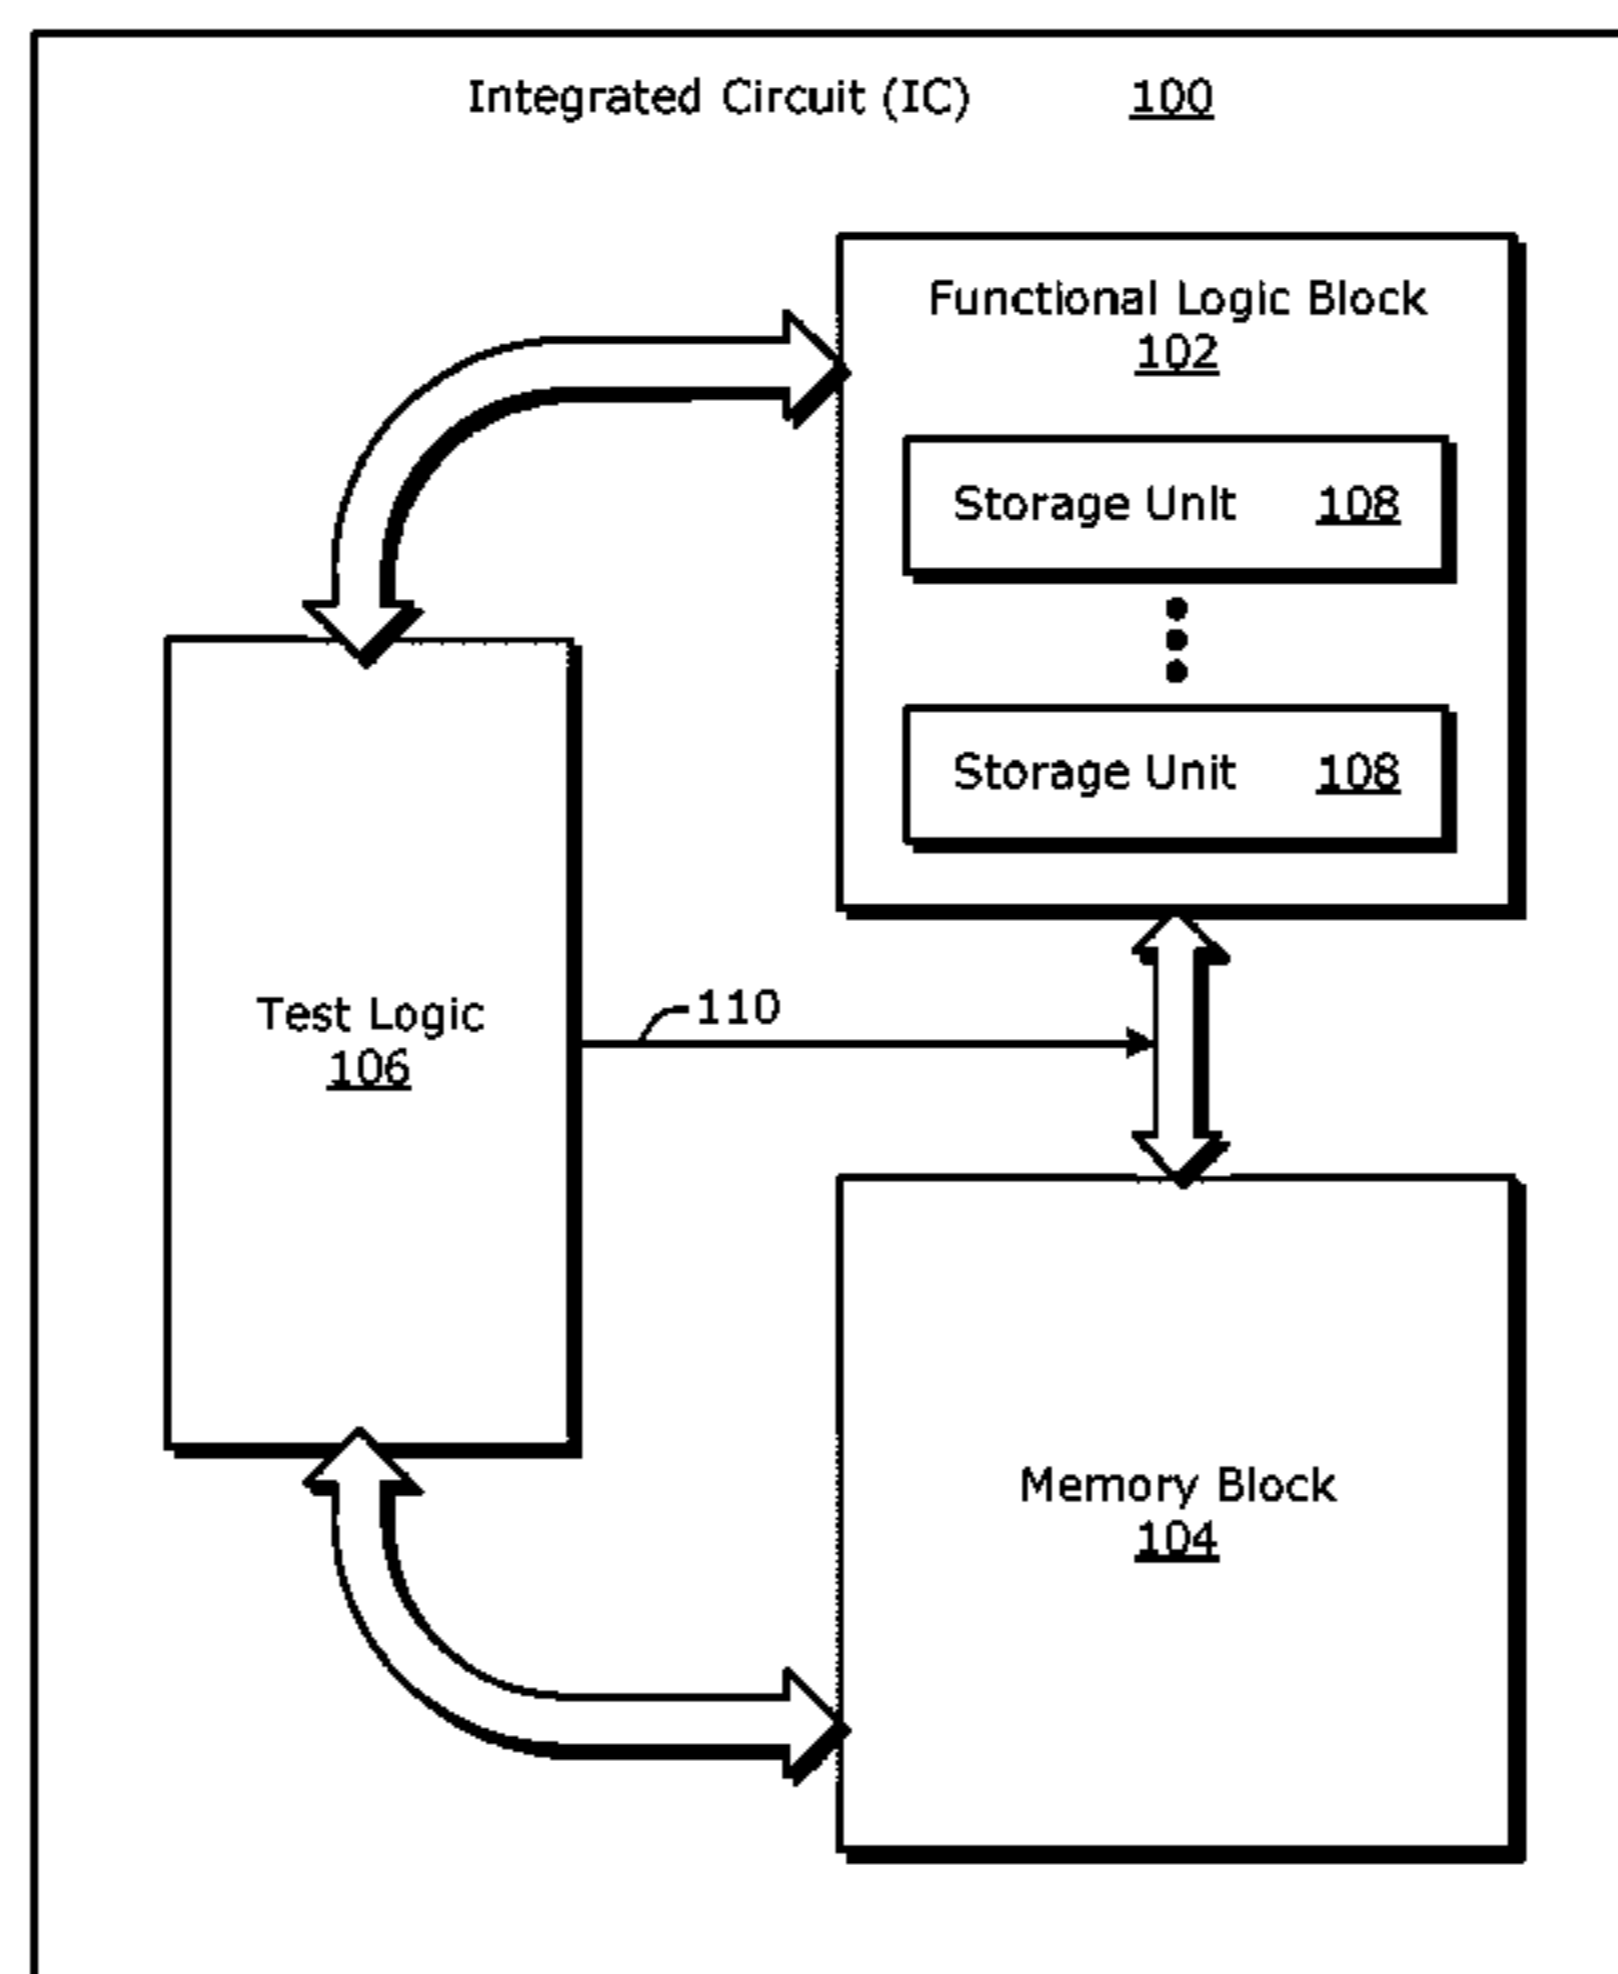 Integrated Circuit (IC) 100
Functional Logic Block
102
Storage Unit 108
Storage Unit 108
110
Test Logic
106
Memory Block
104